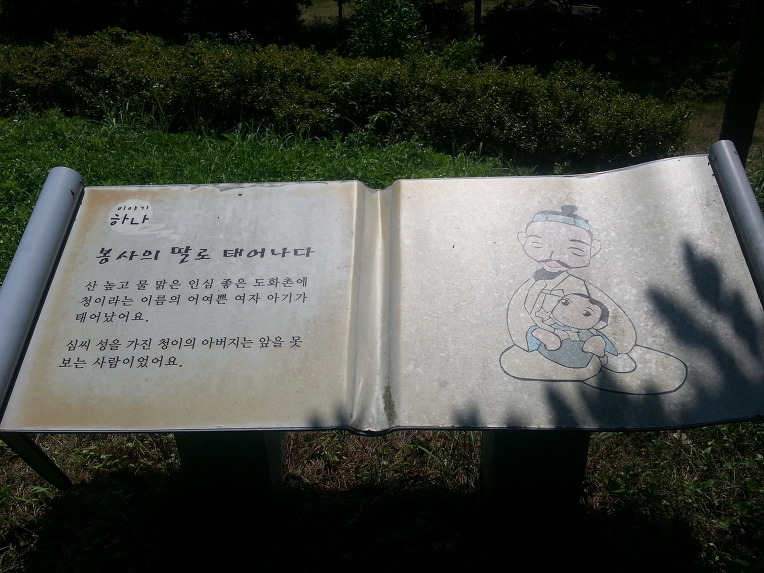 이야기
하나
봉사의 딸로 태어나다
산 높고 물 맑은 인심 좋은 도화촌에
청이라는 이름의 어여쁜 여자 아기가
태어났어요.
심씨 성을 가진 청이의 아버지는 앞을 못
보는 사람이었어요.